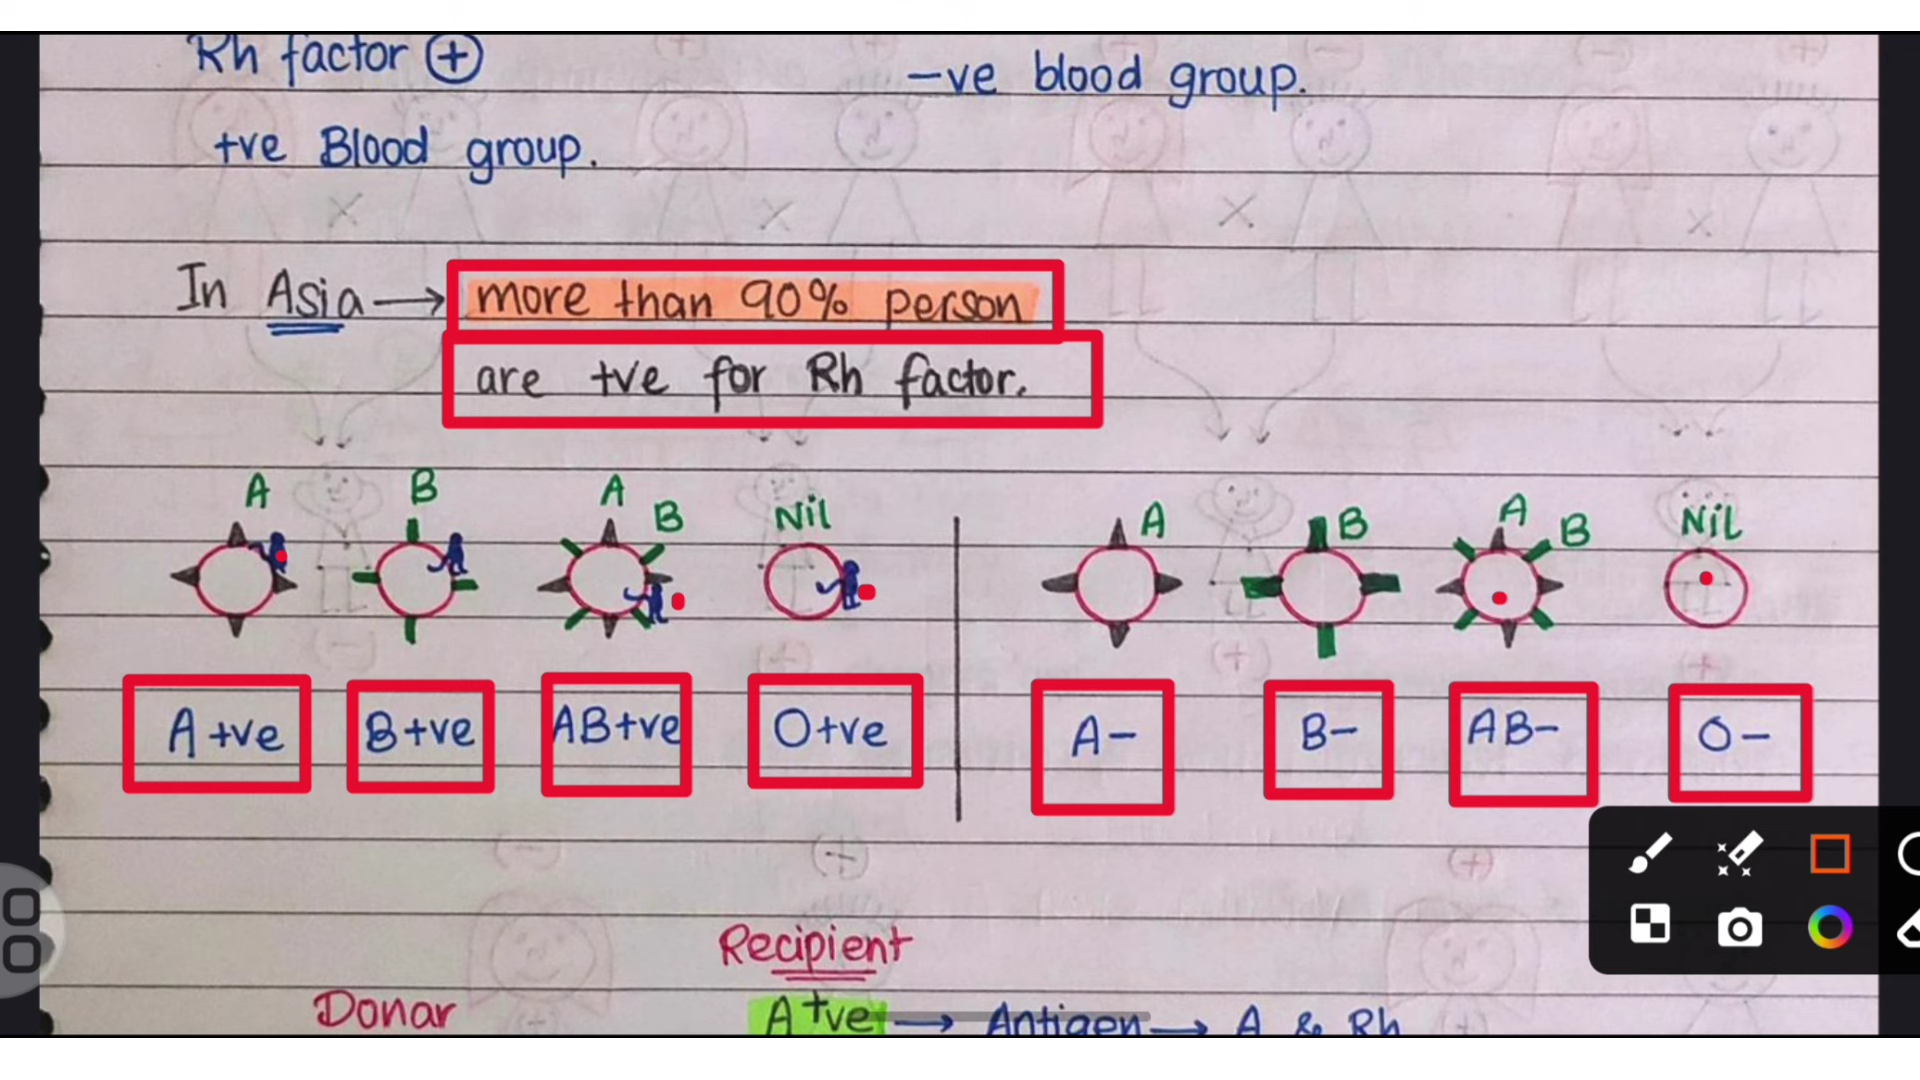 Rh factor ⊕
-ve blood group.
+ve Blood group.
In Asia → more than 90% person
are +ve for Rh factor.
A B A B Nil A B A B Nil
A +ve B+ve AB+ve O+ve A- B- AB- O-
Recipient
Donar
A+ve → Antigen → A & Rh